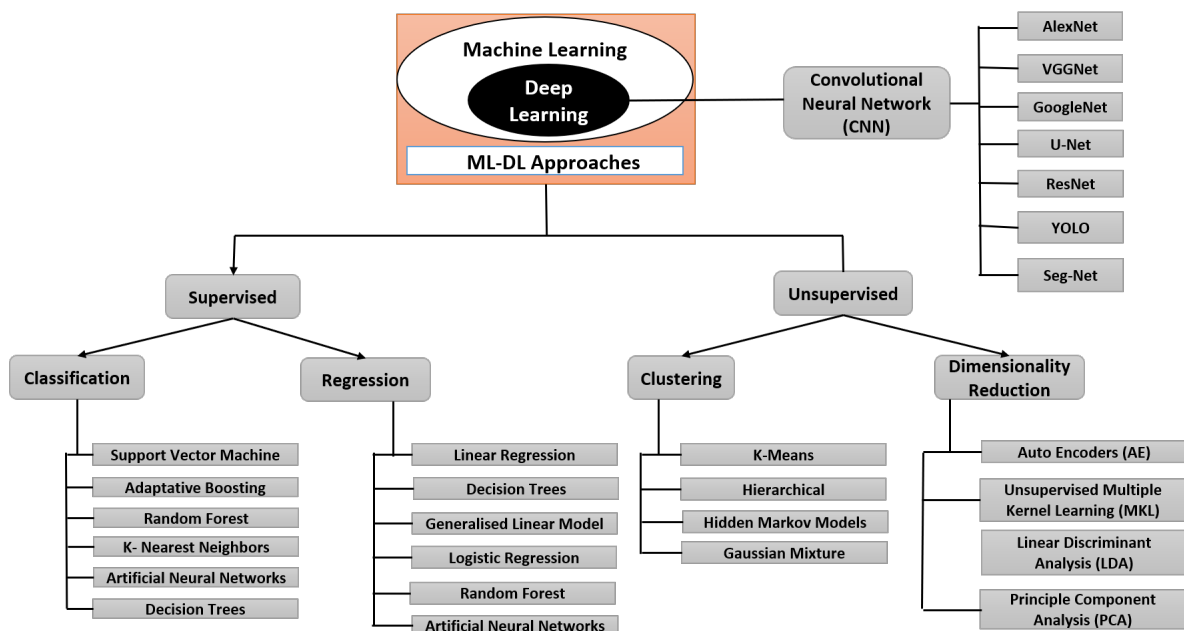 Machine Learning
Deep
Learning
ML-DL Approaches
Convolutional
Neural Network
(CNN)
AlexNet
VGGNet
GoogleNet
U-Net
ResNet
YOLO
Seg-Net
Supervised
Unsupervised
Classification
Regression
Clustering
Dimensionality
Reduction
Support Vector Machine
Adaptative Boosting
Random Forest
K- Nearest Neighbors
Artificial Neural Networks
Decision Trees
Linear Regression
Decision Trees
Generalised Linear Model
Logistic Regression
Random Forest
Artificial Neural Networks
K-Means
Hierarchical
Hidden Markov Models
Gaussian Mixture
Auto Encoders (AE)
Unsupervised Multiple
Kernel Learning (MKL)
Linear Discriminant
Analysis (LDA)
Principle Component
Analysis (PCA)